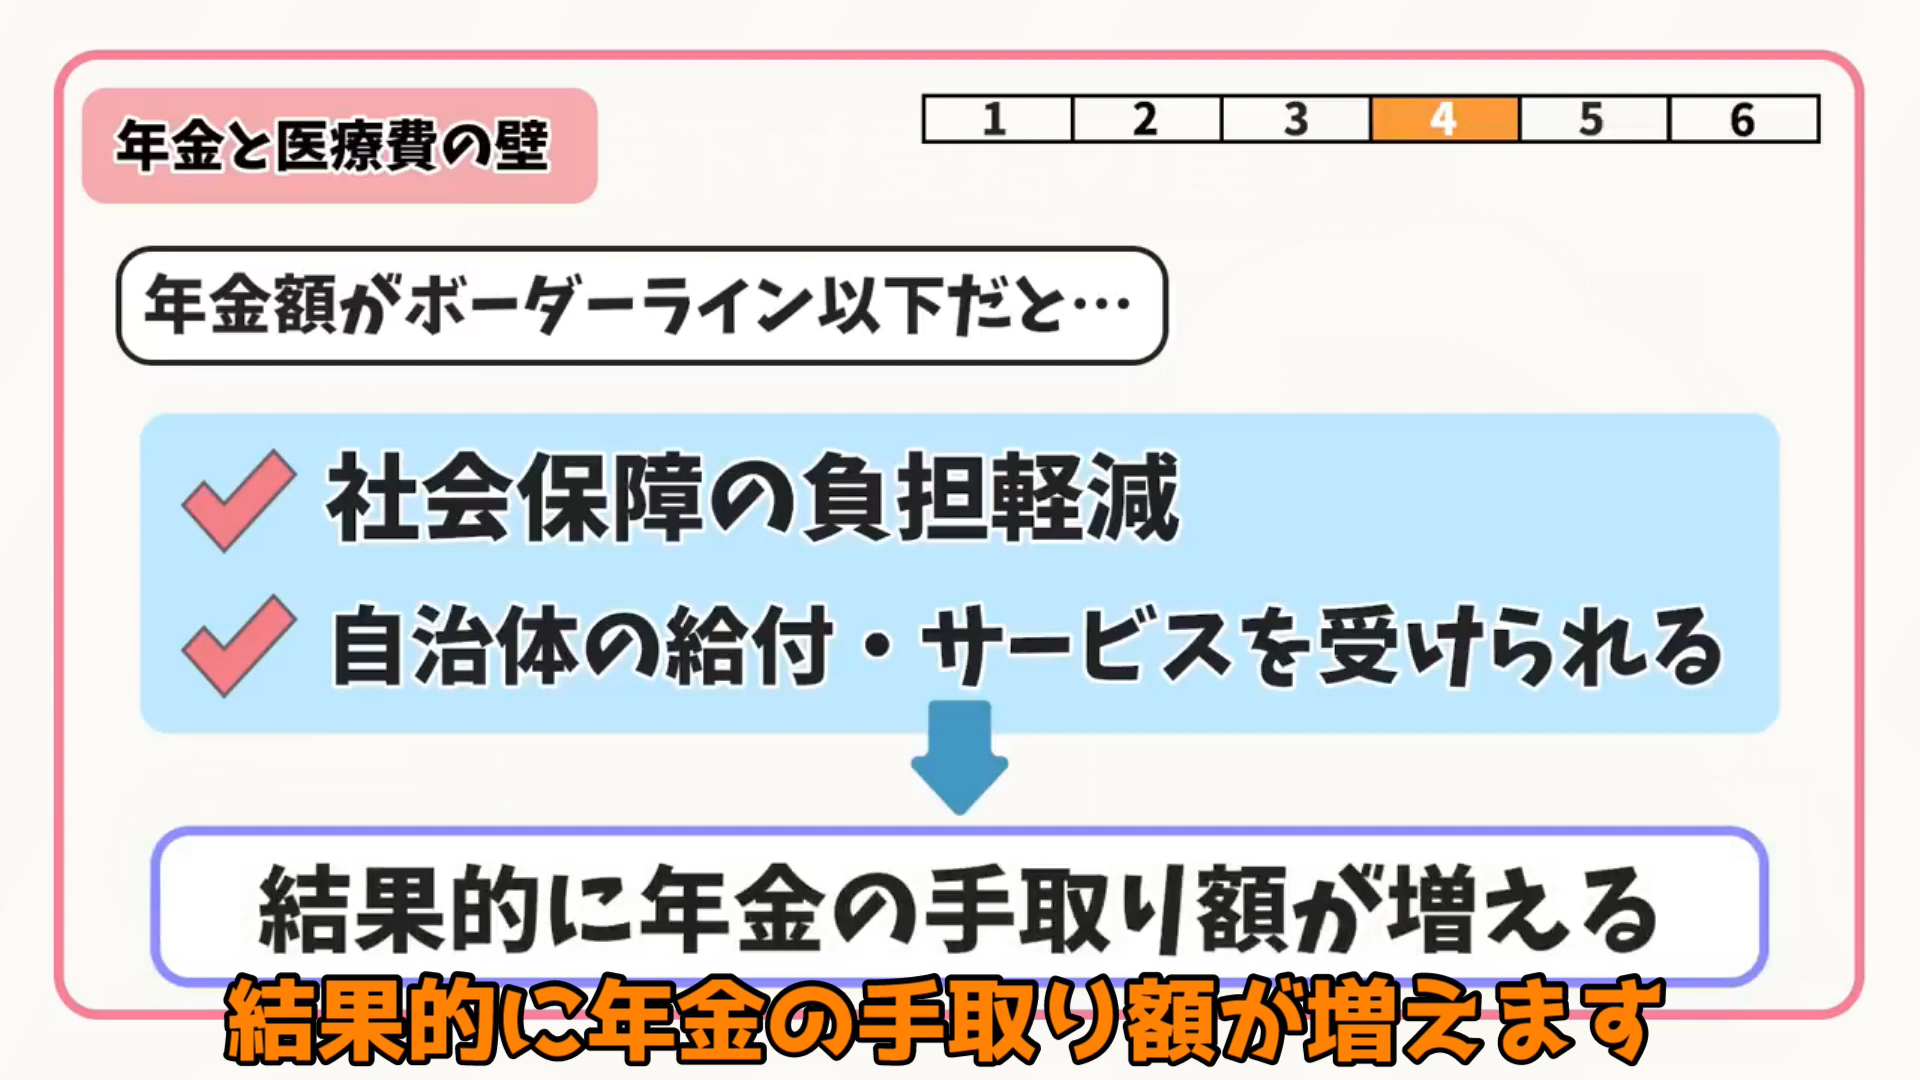 年金と医療費の壁
1 2 3 4 5 6
年金額がボーダーライン以下だと…
社会保障の負担軽減
自治体の給付・サービスを受けられる
結果的に年金の手取り額が増える
結果的に年金の手取り額が増えます